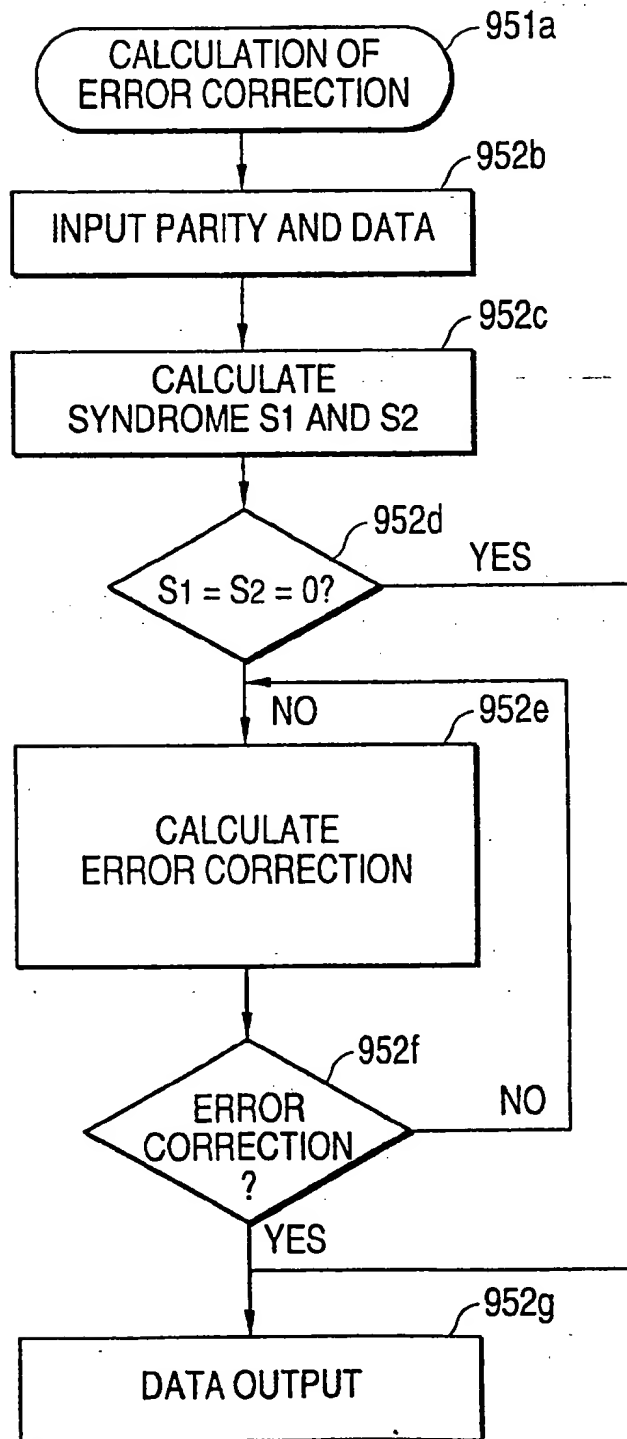 951a
CALCULATION OF
ERROR CORRECTION
952b
INPUT PARITY AND DATA
952c
CALCULATE
SYNDROME S1 AND S2
952d
S1 = S2 = 0?
YES
NO
952e
CALCULATE
ERROR CORRECTION
952f
ERROR
CORRECTION
?
NO
YES
952g
DATA OUTPUT